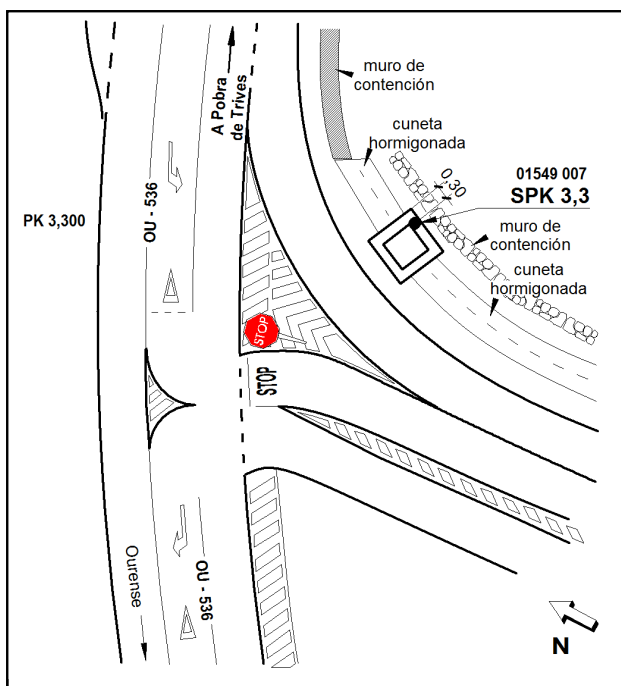 muro de
contención
A Pobra
de Trives
cuneta
hormigonada
OU - 536
0,30
01549 007
SPK 3,3
PK 3,300
muro de
contención
cuneta
hormigonada
STOP
STOP
Ourense
OU - 536
N